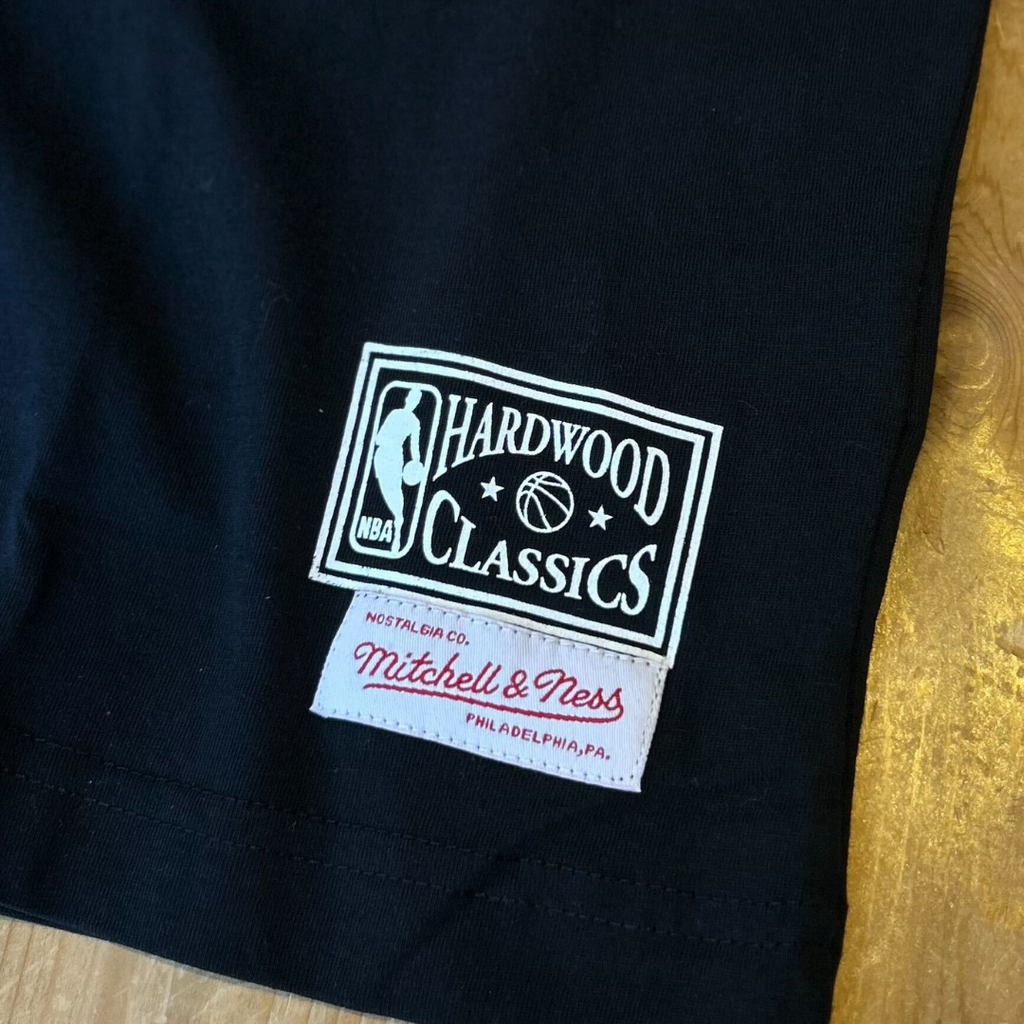 HARDWOOD
CLASSICS
NBA
NOSTALGIA CO.
Mitchell & Ness
PHILADELPHIA, PA.